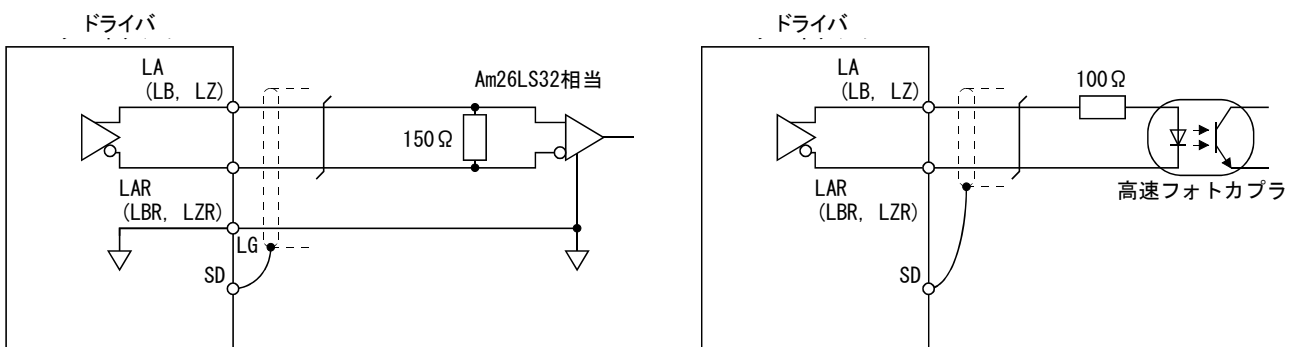 ドライバ
LA
(LB, LZ)
Am26LS32相当
150Ω
LAR
(LBR, LZR)
LG
SD
ドライバ
LA
(LB, LZ)
100Ω
LAR
(LBR, LZR)
高速フォトカプラ
SD